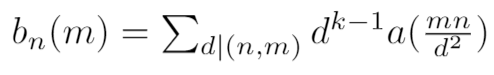 $b_n(m) = \sum_{d|(n,m)} d^{k-1} a(\frac{mn}{d^2})$